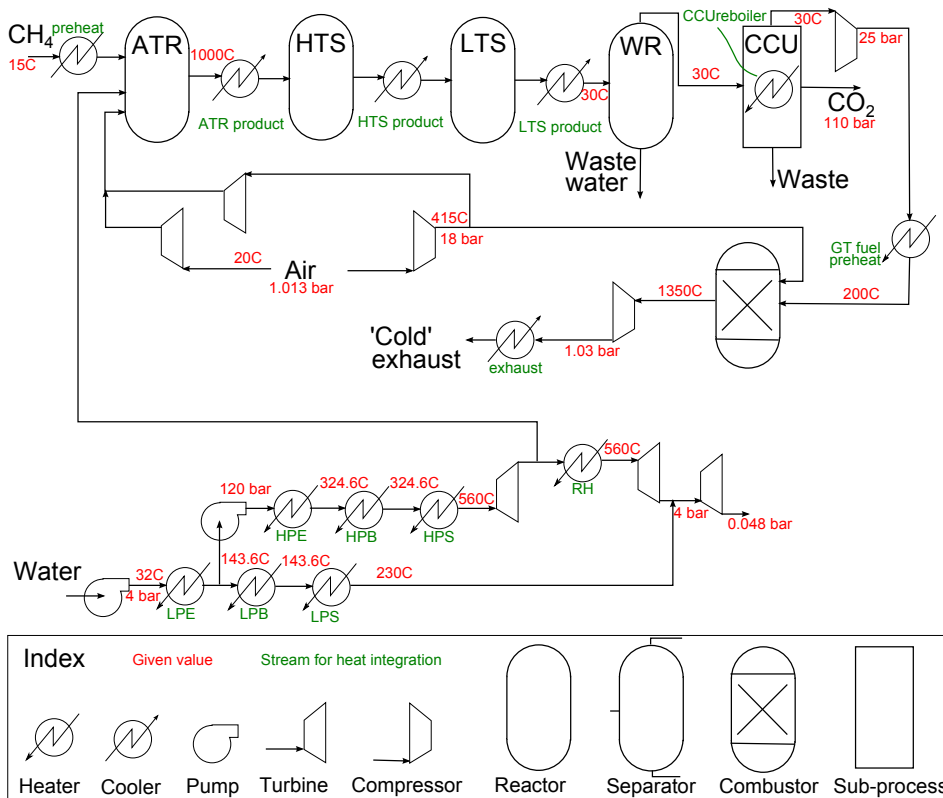 CH4
preheat
15C
ATR
1000C
ATR product
HTS
HTS product
LTS
LTS product
30C
WR
Waste
water
30C
CCUreboiler
CCU
30C
25 bar
CO2
110 bar
Waste
GT fuel
preheat
200C
415C
18 bar
20C
Air
1.013 bar
1350C
1.03 bar
'Cold'
exhaust
exhaust
120 bar
324.6C
324.6C
560C
HPE
HPB
HPS
RH
560C
4 bar
0.048 bar
Water
32C
4 bar
143.6C
143.6C
230C
LPE
LPB
LPS
Index
Given value
Stream for heat integration
Heater
Cooler
Pump
Turbine
Compressor
Reactor
Separator
Combustor
Sub-process